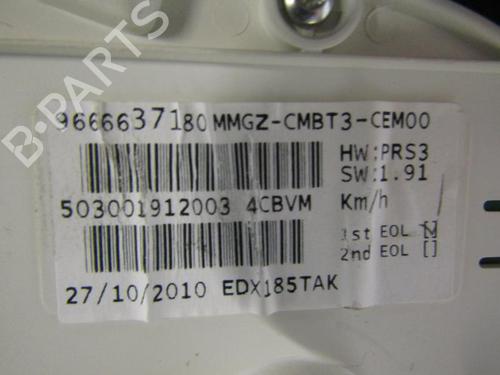 9666637180 MMGZ-CMBT3-CEM00
HW:PRS3
SW:1.91
503001912003 4CBVM
Km/h
1st EOL [\]
2nd EOL []
27/10/2010 EDX185TAK
B-PARTS